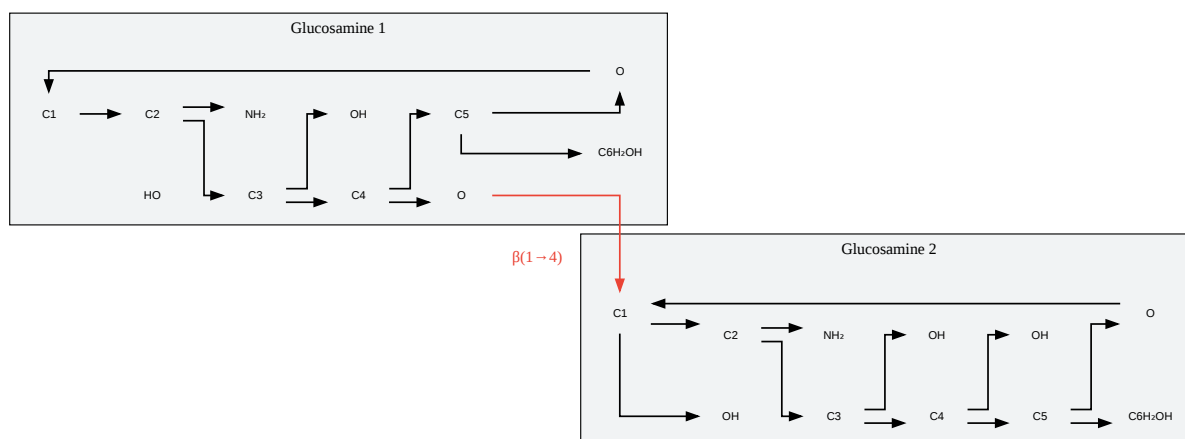 Glucosamine 1
O
C1 C2 NH₂ OH C5
C6H₂OH
HO C3 C4 O
β(1→4)
Glucosamine 2
C1 O
C2 NH₂ OH OH
OH C3 C4 C5 C6H₂OH